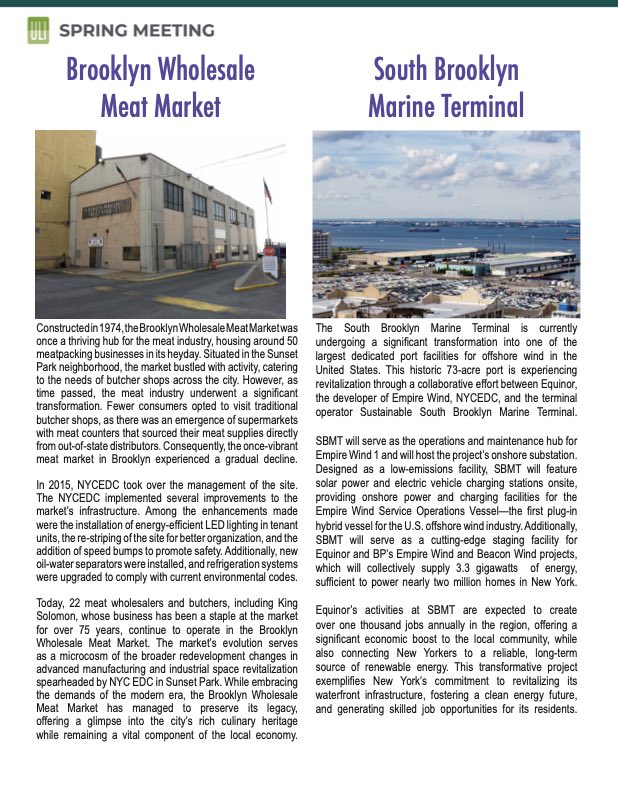 ULI SPRING MEETING
Brooklyn Wholesale
Meat Market
Constructed in 1974, the Brooklyn Wholesale Meat Market was
once a thriving hub for the meat industry, housing around 50
meatpacking businesses in its heyday. Situated in the Sunset
Park neighborhood, the market bustled with activity, catering
to the needs of butcher shops across the city. However, as
time passed, the meat industry underwent a significant
transformation. Fewer consumers opted to visit traditional
butcher shops, as there was an emergence of supermarkets
with meat counters that sourced their meat supplies directly
from out-of-state distributors. Consequently, the once-vibrant
meat market in Brooklyn experienced a gradual decline.
In 2015, NYCEDC took over the management of the site.
The NYCEDC implemented several improvements to the
market's infrastructure. Among the enhancements made
were the installation of energy-efficient LED lighting in tenant
units, the re-striping of the site for better organization, and the
addition of speed bumps to promote safety. Additionally, new
oil-water separators were installed, and refrigeration systems
were upgraded to comply with current environmental codes.
Today, 22 meat wholesalers and butchers, including King
Solomon, whose business has been a staple at the market
for over 75 years, continue to operate in the Brooklyn
Wholesale Meat Market. The market's evolution serves
as a microcosm of the broader redevelopment changes in
advanced manufacturing and industrial space revitalization
spearheaded by NYC EDC in Sunset Park. While embracing
the demands of the modern era, the Brooklyn Wholesale
Meat Market has managed to preserve its legacy,
offering a glimpse into the city's rich culinary heritage
while remaining a vital component of the local economy.
South Brooklyn
Marine Terminal
The South Brooklyn Marine Terminal is currently
undergoing a significant transformation into one of the
largest dedicated port facilities for offshore wind in the
United States. This historic 73-acre port is experiencing
revitalization through a collaborative effort between Equinor,
the developer of Empire Wind, NYCEDC, and the terminal
operator Sustainable South Brooklyn Marine Terminal.
SBMT will serve as the operations and maintenance hub for
Empire Wind 1 and will host the project's onshore substation.
Designed as a low-emissions facility, SBMT will feature
solar power and electric vehicle charging stations onsite,
providing onshore power and charging facilities for the
Empire Wind Service Operations Vessel—the first plug-in
hybrid vessel for the U.S. offshore wind industry. Additionally,
SBMT will serve as a cutting-edge staging facility for
Equinor and BP's Empire Wind and Beacon Wind projects,
which will collectively supply 3.3 gigawatts of energy,
sufficient to power nearly two million homes in New York.
Equinor's activities at SBMT are expected to create
over one thousand jobs annually in the region, offering a
significant economic boost to the local community, while
also connecting New Yorkers to a reliable, long-term
source of renewable energy. This transformative project
exemplifies New York's commitment to revitalizing its
waterfront infrastructure, fostering a clean energy future,
and generating skilled job opportunities for its residents.